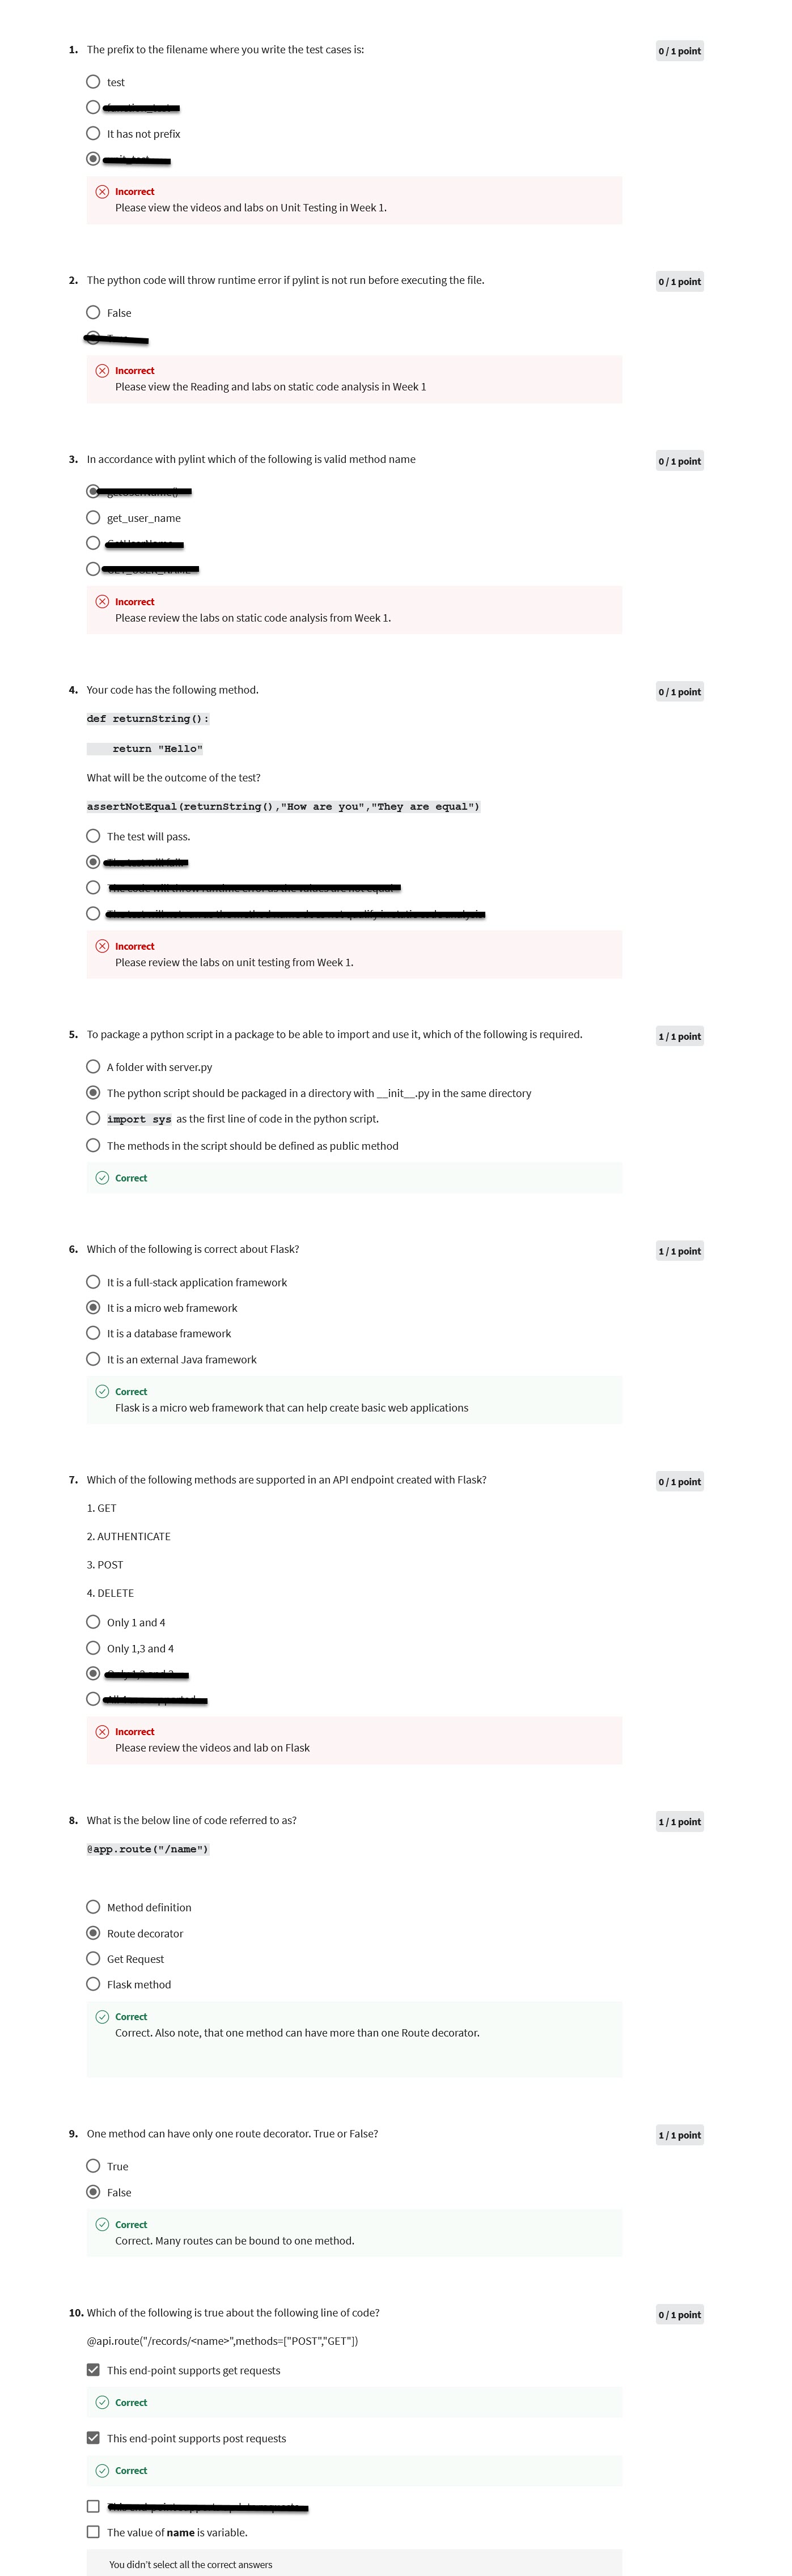 1. The prefix to the filename where you write the test cases is:
0 / 1 point
test
It has not prefix
Incorrect
Please view the videos and labs on Unit Testing in Week 1.
2. The python code will throw runtime error if pylint is not run before executing the file.
0 / 1 point
False
Incorrect
Please view the Reading and labs on static code analysis in Week 1
3. In accordance with pylint which of the following is valid method name
0 / 1 point
get_user_name
Incorrect
Please review the labs on static code analysis from Week 1.
4. Your code has the following method.
0 / 1 point
def returnString():
return "Hello"
What will be the outcome of the test?
assertNotEqual(returnString(),"How are you","They are equal")
The test will pass.
Incorrect
Please review the labs on unit testing from Week 1.
5. To package a python script in a package to be able to import and use it, which of the following is required.
1 / 1 point
A folder with server.py
The python script should be packaged in a directory with __init__.py in the same directory
import sys as the first line of code in the python script.
The methods in the script should be defined as public method
Correct
6. Which of the following is correct about Flask?
1 / 1 point
It is a full-stack application framework
It is a micro web framework
It is a database framework
It is an external Java framework
Correct
Flask is a micro web framework that can help create basic web applications
7. Which of the following methods are supported in an API endpoint created with Flask?
0 / 1 point
1. GET
2. AUTHENTICATE
3. POST
4. DELETE
Only 1 and 4
Only 1,3 and 4
Incorrect
Please review the videos and lab on Flask
8. What is the below line of code referred to as?
1 / 1 point
@app.route("/name")
Method definition
Route decorator
Get Request
Flask method
Correct
Correct. Also note, that one method can have more than one Route decorator.
9. One method can have only one route decorator. True or False?
1 / 1 point
True
False
Correct
Correct. Many routes can be bound to one method.
10. Which of the following is true about the following line of code?
0 / 1 point
@api.route("/records/<name>",methods=["POST","GET"])
This end-point supports get requests
Correct
This end-point supports post requests
Correct
The value of name is variable.
You didn't select all the correct answers